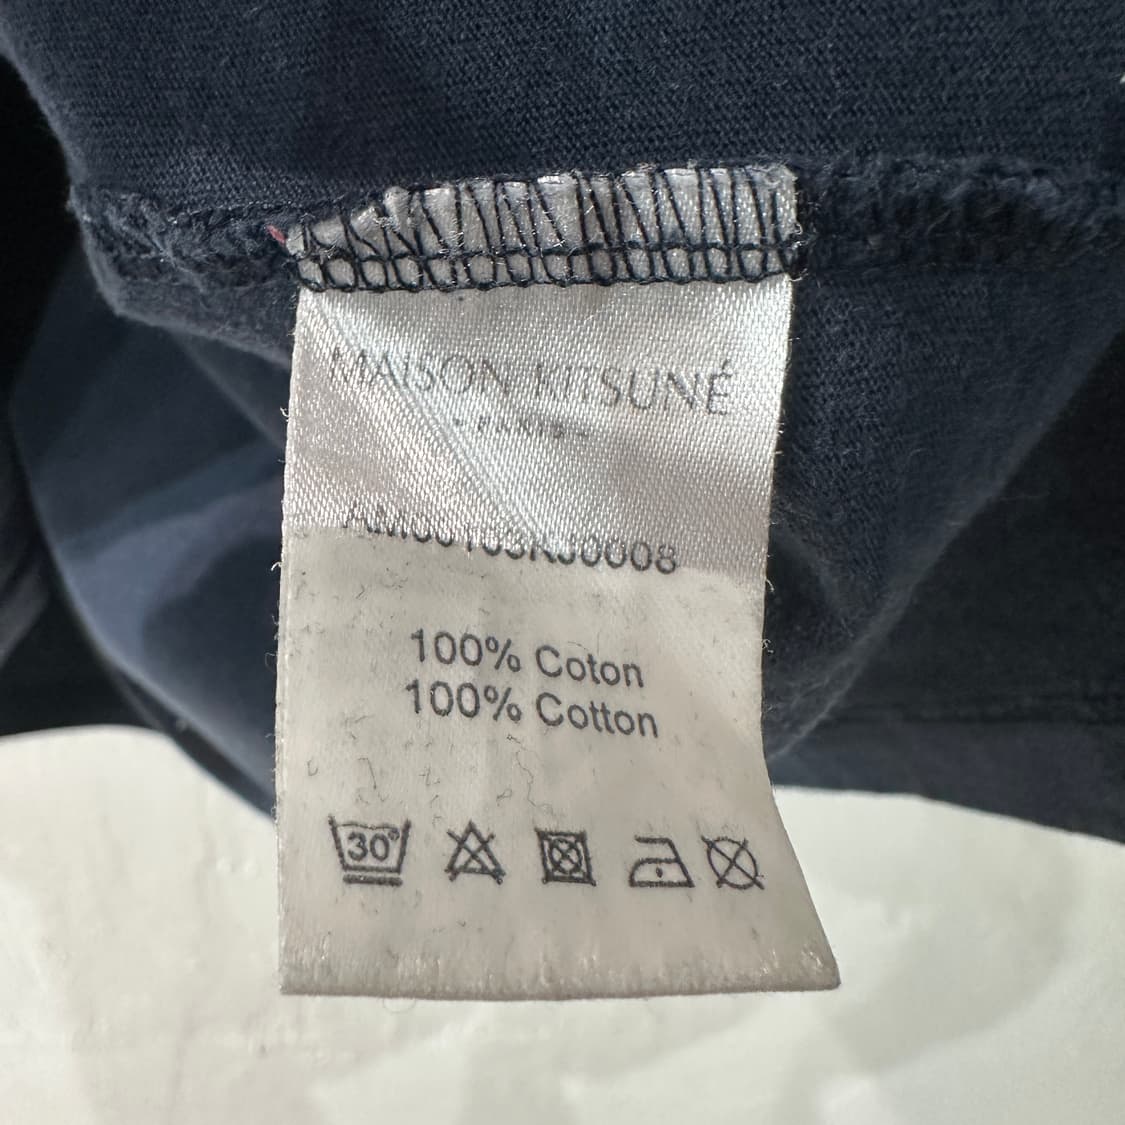 MAISON KITSUNÉ
- PARIS -
100% Coton
100% Cotton
30°